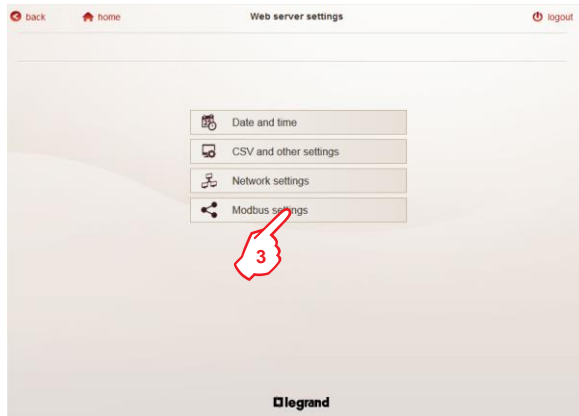 back home Web server settings logout
Date and time
CSV and other settings
Network settings
Modbus settings
3
legrand